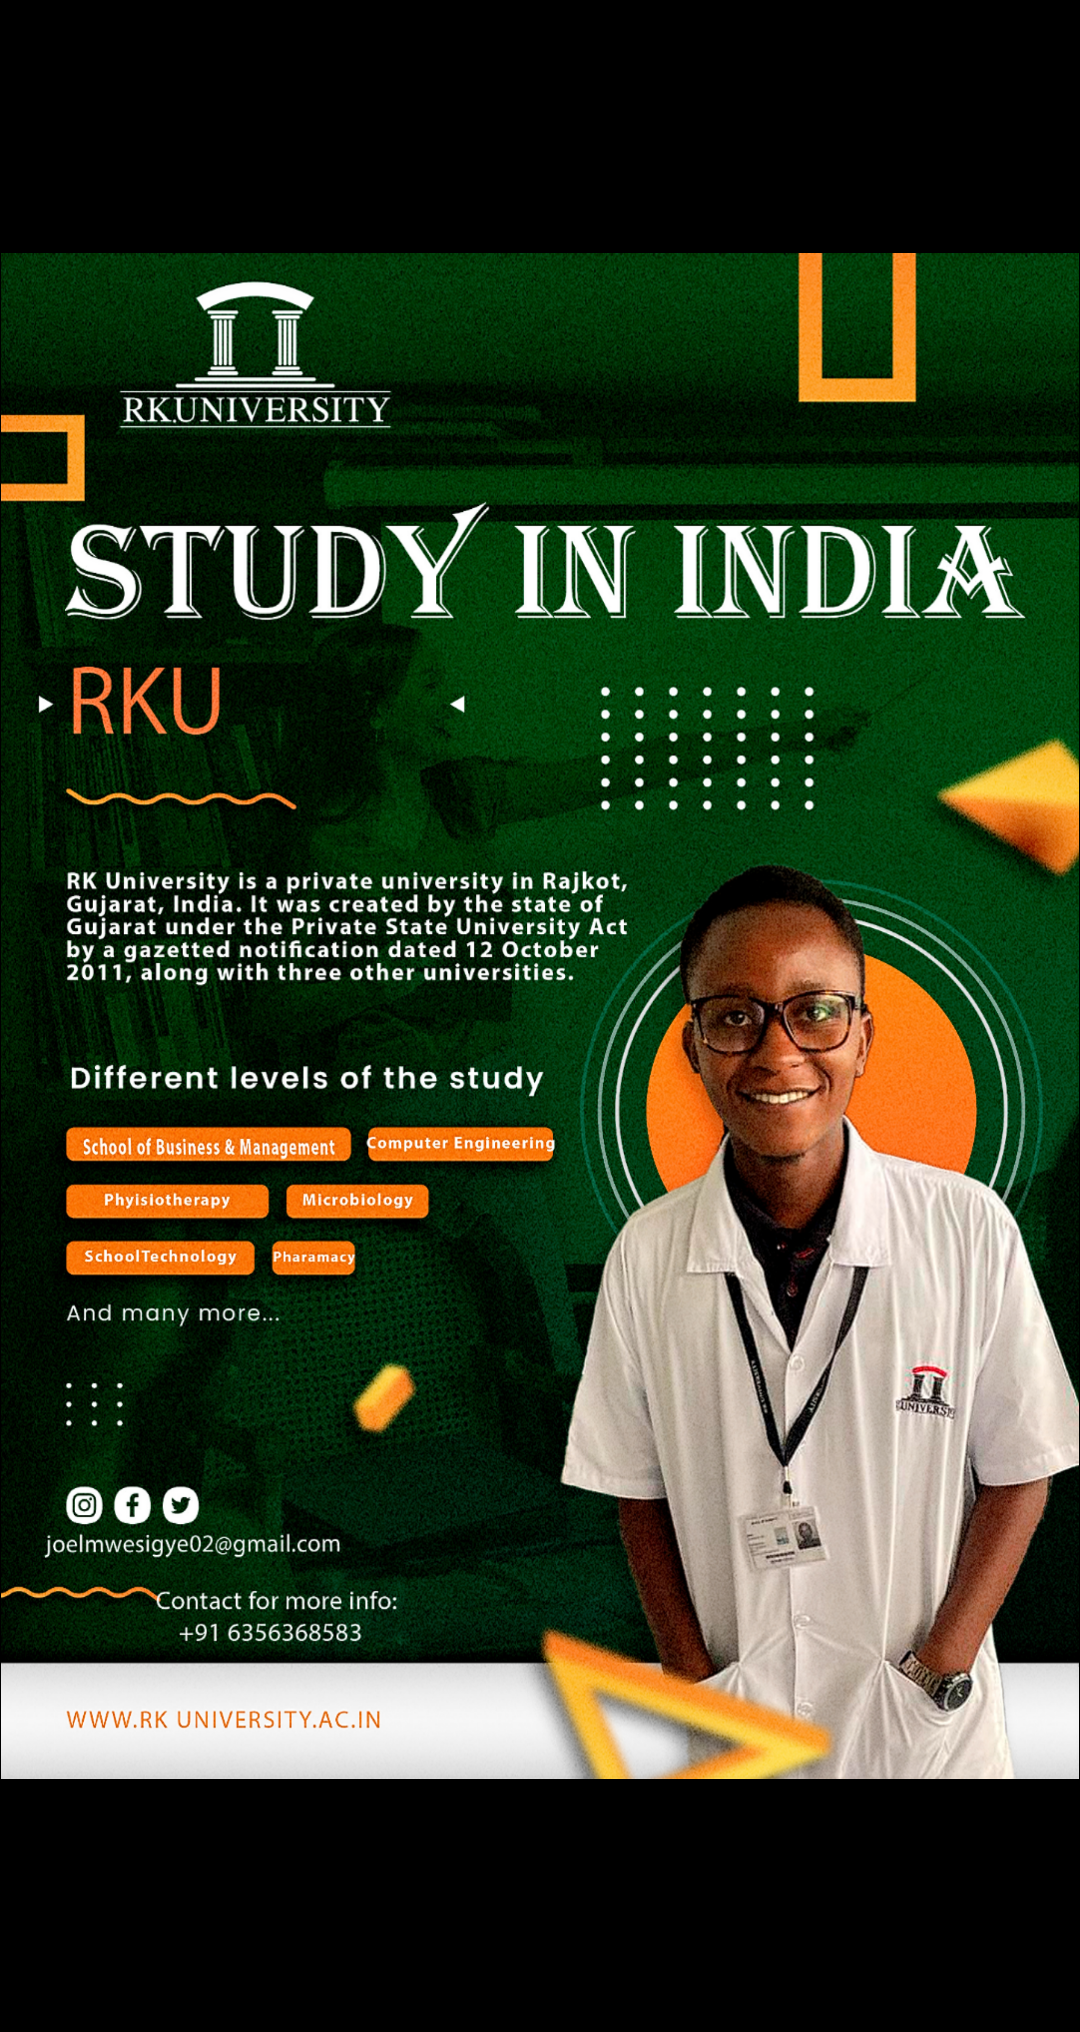 RK.UNIVERSITY
STUDY IN INDIA
RKU
RK University is a private university in Rajkot,
Gujarat, India. It was created by the state of
Gujarat under the Private State University Act
by a gazetted notification dated 12 October
2011, along with three other universities.
Different levels of the study
School of Business & Management
Computer Engineering
Phyisiotherapy
Microbiology
SchoolTechnology
Pharamacy
And many more...
joelmwesigye02@gmail.com
Contact for more info:
+91 6356368583
WWW.RK UNIVERSITY.AC.IN